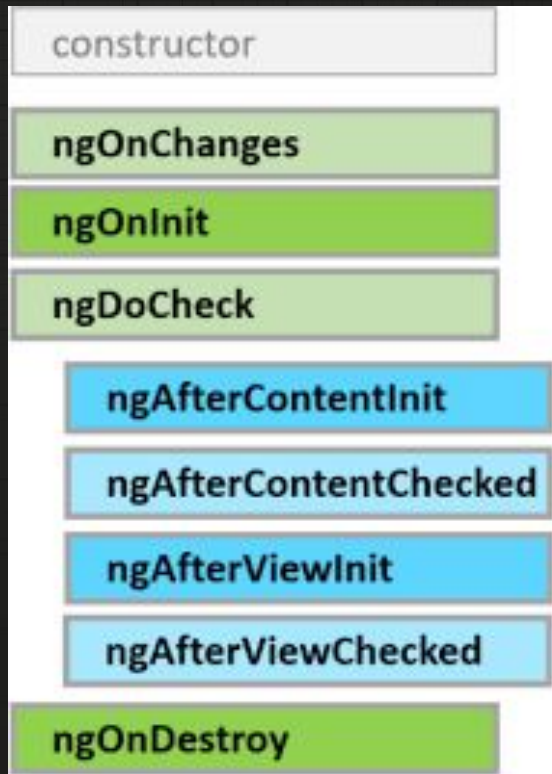 constructor
ngOnChanges
ngOnInit
ngDoCheck
ngAfterContentInit
ngAfterContentChecked
ngAfterViewInit
ngAfterViewChecked
ngOnDestroy